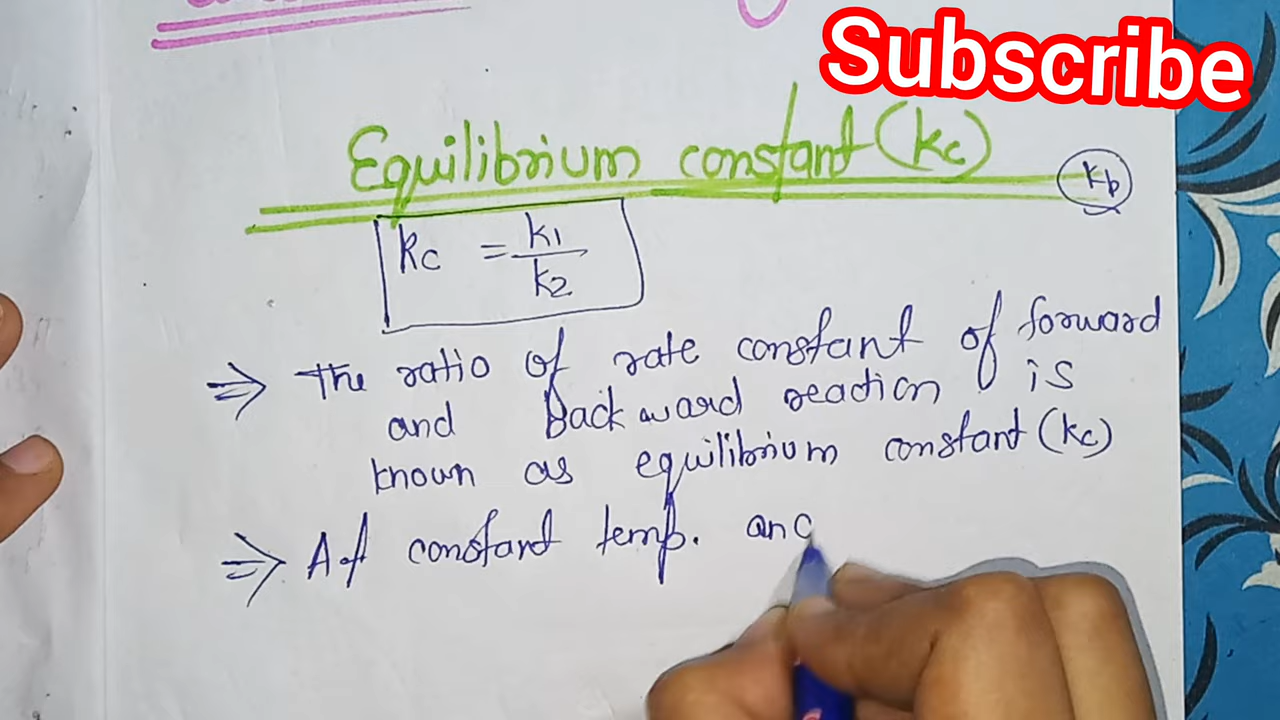 Subscribe
Equilibrium constant (Kc)
Kp
Kc = K1/K2
⇒ The ratio of rate constant of forward
and Backward reaction is
known as equilibrium constant (Kc)
⇒ At constant temp. and